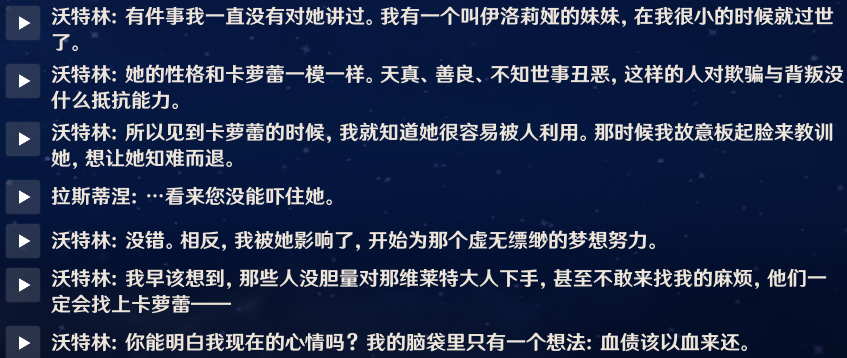 沃特林: 有件事我一直没有对她讲过。我有一个叫伊洛莉娅的妹妹, 在我很小的时候就过世
了。
沃特林: 她的性格和卡萝蕾一模一样。天真、善良、不知世事丑恶, 这样的人对欺骗与背叛没
什么抵抗能力。
沃特林: 所以见到卡萝蕾的时候, 我就知道她很容易被人利用。那时候我故意板起脸来教训
她, 想让她知难而退。
拉斯蒂涅: …看来您没能吓住她。
沃特林: 没错。相反, 我被她影响了, 开始为那个虚无缥缈的梦想努力。
沃特林: 我早该想到, 那些人没胆量对那维莱特大人下手, 甚至不敢来找我的麻烦, 他们一
定会找上卡萝蕾——
沃特林: 你能明白我现在的心情吗? 我的脑袋里只有一个想法: 血债该以血来还。